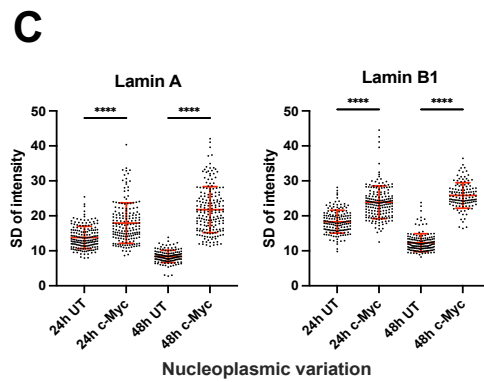 C
Lamin A
Lamin B1
**** ****
**** ****
SD of intensity
50
40
30
20
10
0
24h UT
24h c-Myc
48h UT
48h c-Myc
SD of intensity
50
40
30
20
10
0
24h UT
24h c-Myc
48h UT
48h c-Myc
Nucleoplasmic variation